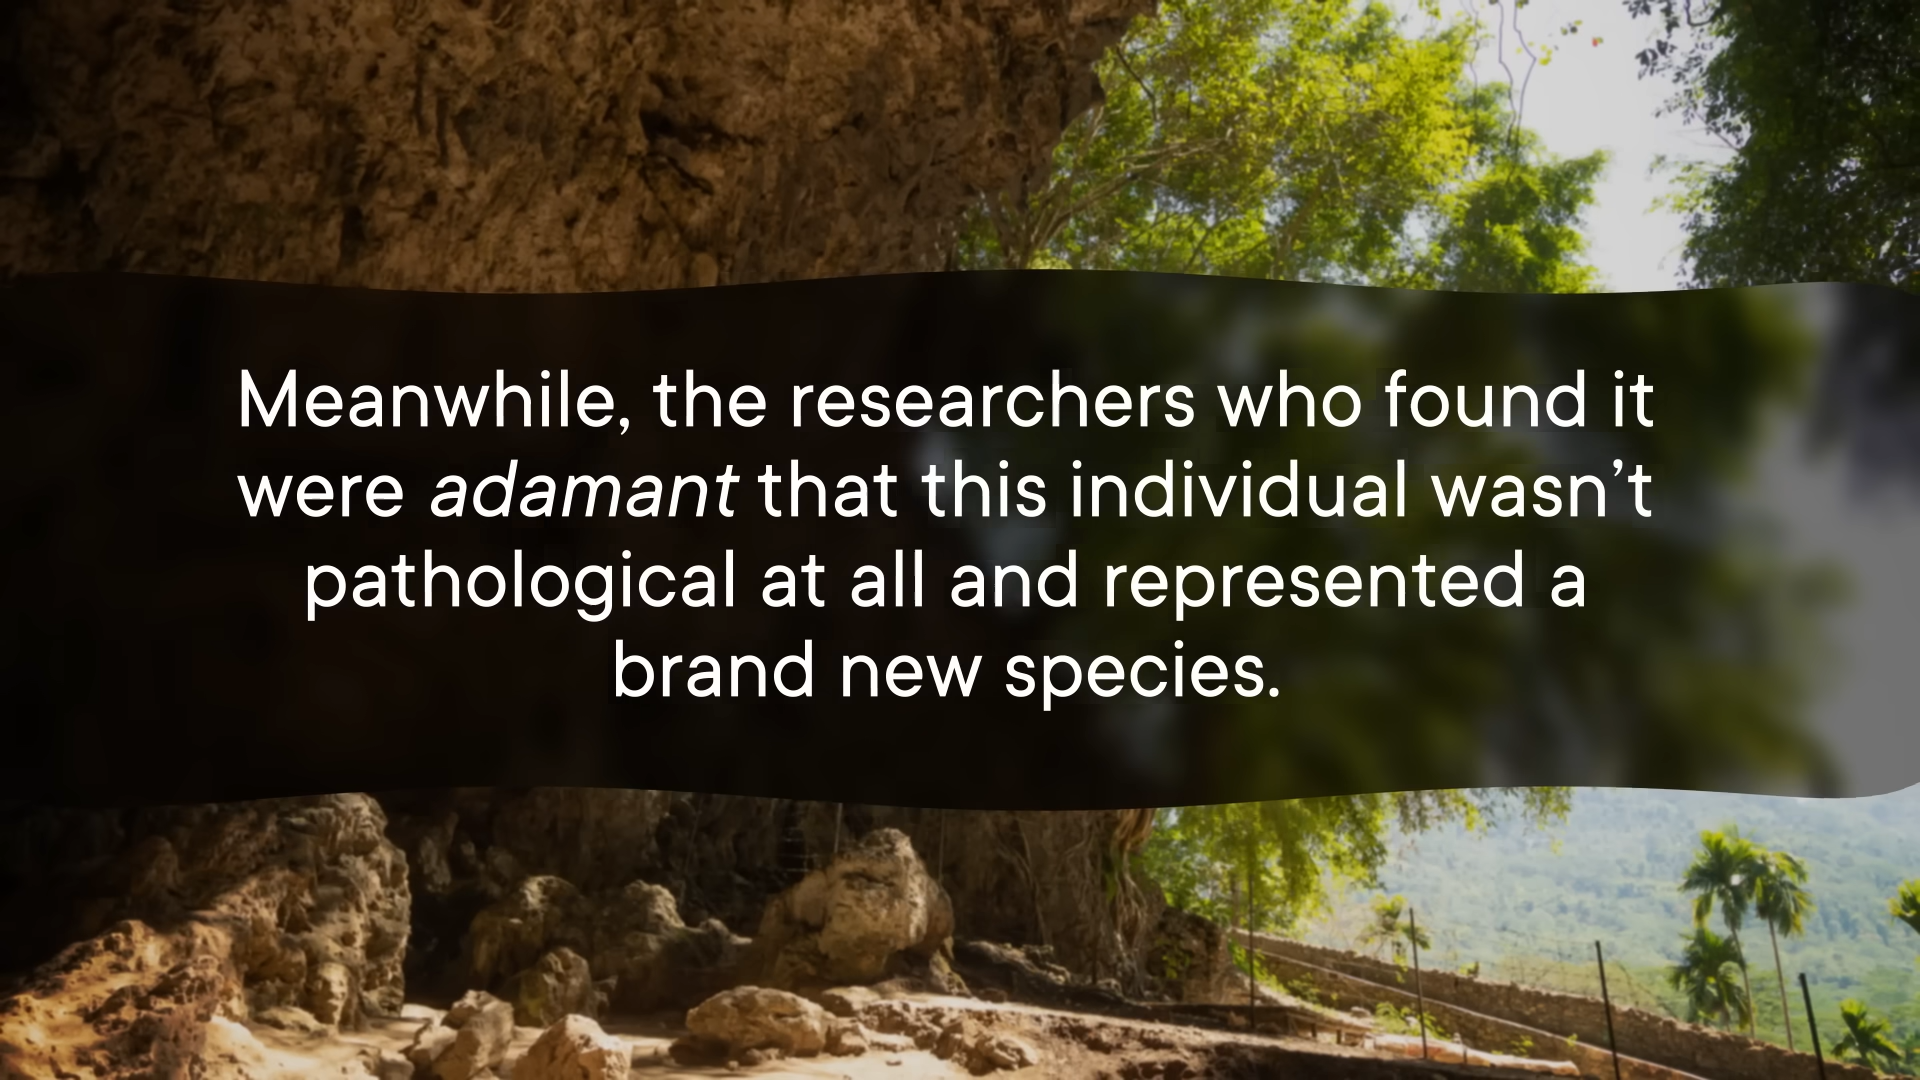 Meanwhile, the researchers who found it
were adamant that this individual wasn’t
pathological at all and represented a
brand new species.